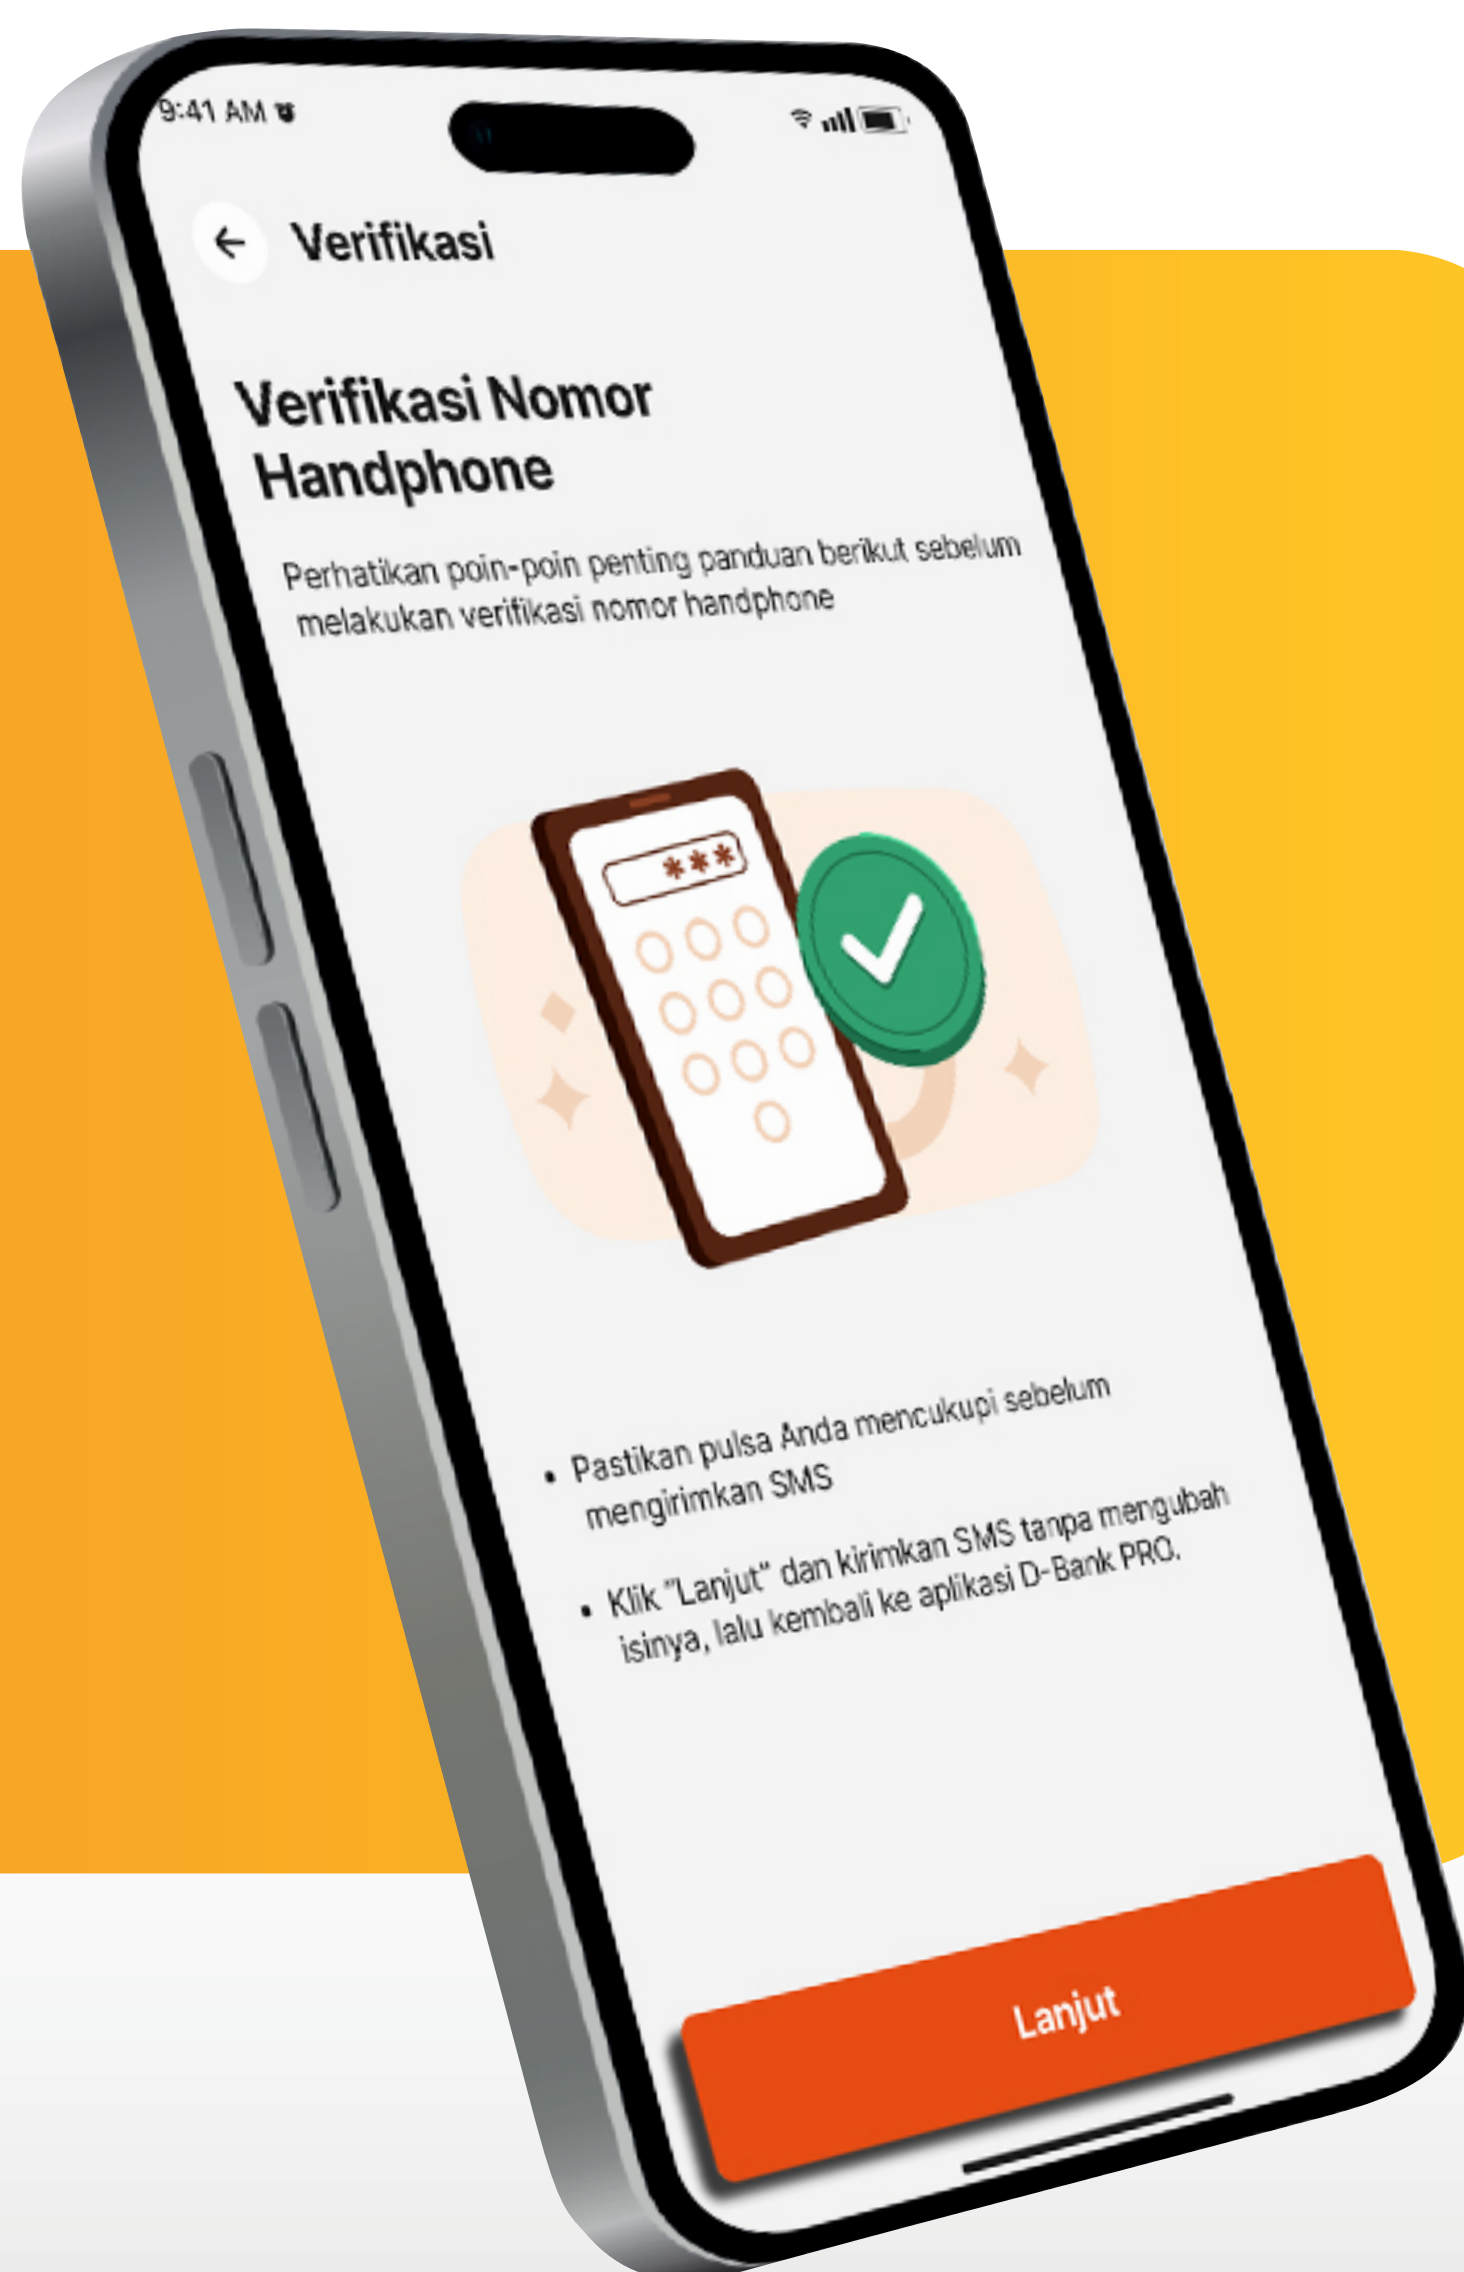 9:41 AM
Verifikasi
Verifikasi Nomor
Handphone
Perhatikan poin-poin penting panduan berikut sebelum
melakukan verifikasi nomor handphone
***
• Pastikan pulsa Anda mencukupi sebelum
mengirimkan SMS
• Klik "Lanjut" dan kirimkan SMS tanpa mengubah
isinya, lalu kembali ke aplikasi D-Bank PRO.
Lanjut